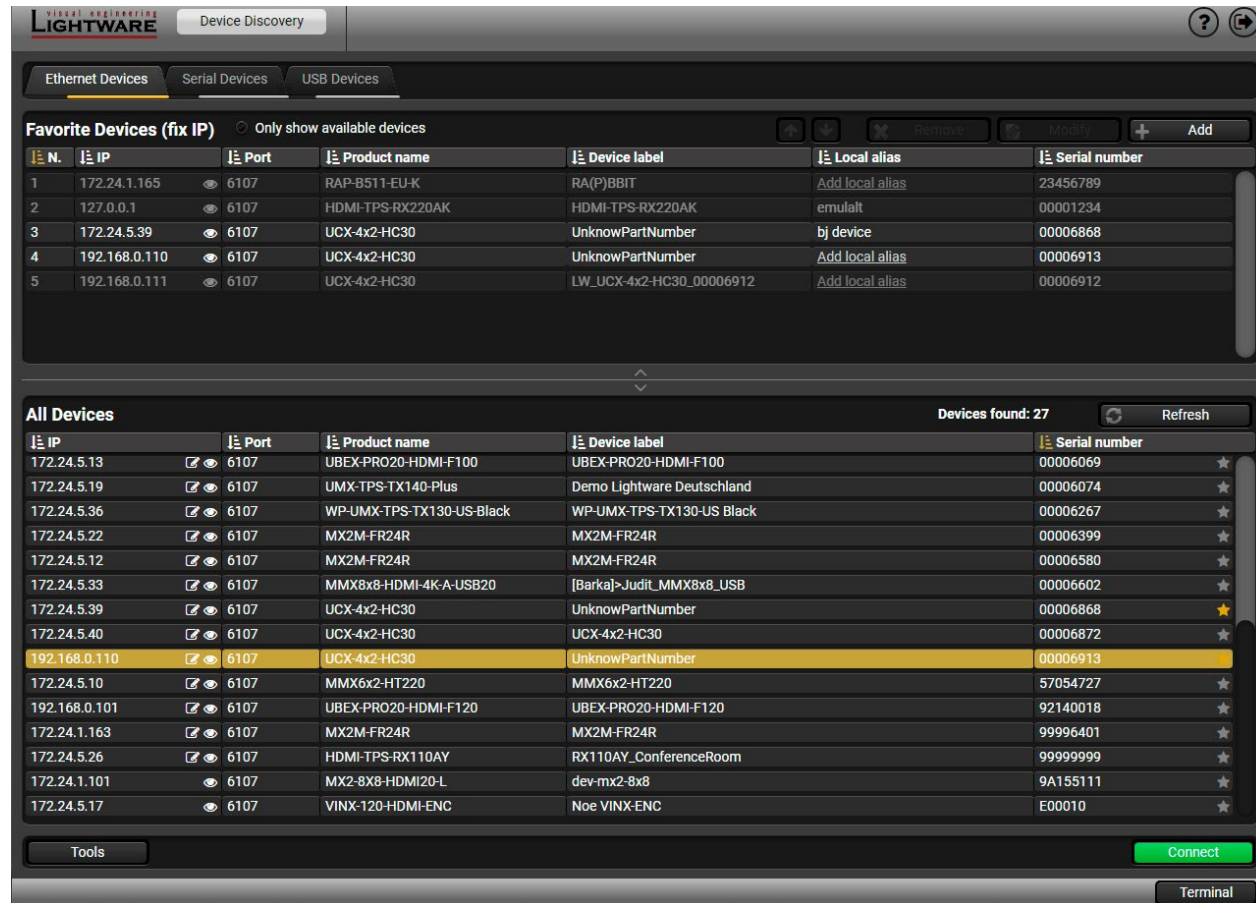 visual engineering
LIGHTWARE
Device Discovery
?
Ethernet Devices Serial Devices USB Devices
Favorite Devices (fix IP) Only show available devices Remove Modify Add
N. IP Port Product name Device label Local alias Serial number
1 172.24.1.165 6107 RAP-B511-EU-K RA(P)BBIT Add local alias 23456789
2 127.0.0.1 6107 HDMI-TPS-RX220AK HDMI-TPS-RX220AK emulalt 00001234
3 172.24.5.39 6107 UCX-4x2-HC30 UnknowPartNumber bj device 00006868
4 192.168.0.110 6107 UCX-4x2-HC30 UnknowPartNumber Add local alias 00006913
5 192.168.0.111 6107 UCX-4x2-HC30 LW_UCX-4x2-HC30_00006912 Add local alias 00006912
All Devices Devices found: 27 Refresh
IP Port Product name Device label Serial number
172.24.5.13 6107 UBEX-PRO20-HDMI-F100 UBEX-PRO20-HDMI-F100 00006069
172.24.5.19 6107 UMX-TPS-TX140-Plus Demo Lightware Deutschland 00006074
172.24.5.36 6107 WP-UMX-TPS-TX130-US-Black WP-UMX-TPS-TX130-US Black 00006267
172.24.5.22 6107 MX2M-FR24R MX2M-FR24R 00006399
172.24.5.12 6107 MX2M-FR24R MX2M-FR24R 00006580
172.24.5.33 6107 MMX8x8-HDMI-4K-A-USB20 [Barka]>Judit_MMX8x8_USB 00006602
172.24.5.39 6107 UCX-4x2-HC30 UnknowPartNumber 00006868
172.24.5.40 6107 UCX-4x2-HC30 UCX-4x2-HC30 00006872
192.168.0.110 6107 UCX-4x2-HC30 UnknowPartNumber 00006913
172.24.5.10 6107 MMX6x2-HT220 MMX6x2-HT220 57054727
192.168.0.101 6107 UBEX-PRO20-HDMI-F120 UBEX-PRO20-HDMI-F120 92140018
172.24.1.163 6107 MX2M-FR24R MX2M-FR24R 99996401
172.24.5.26 6107 HDMI-TPS-RX110AY RX110AY_ConferenceRoom 99999999
172.24.1.101 6107 MX2-8X8-HDMI20-L dev-mx2-8x8 9A155111
172.24.5.17 6107 VINX-120-HDMI-ENC Noe VINX-ENC E00010
Tools Connect
Terminal